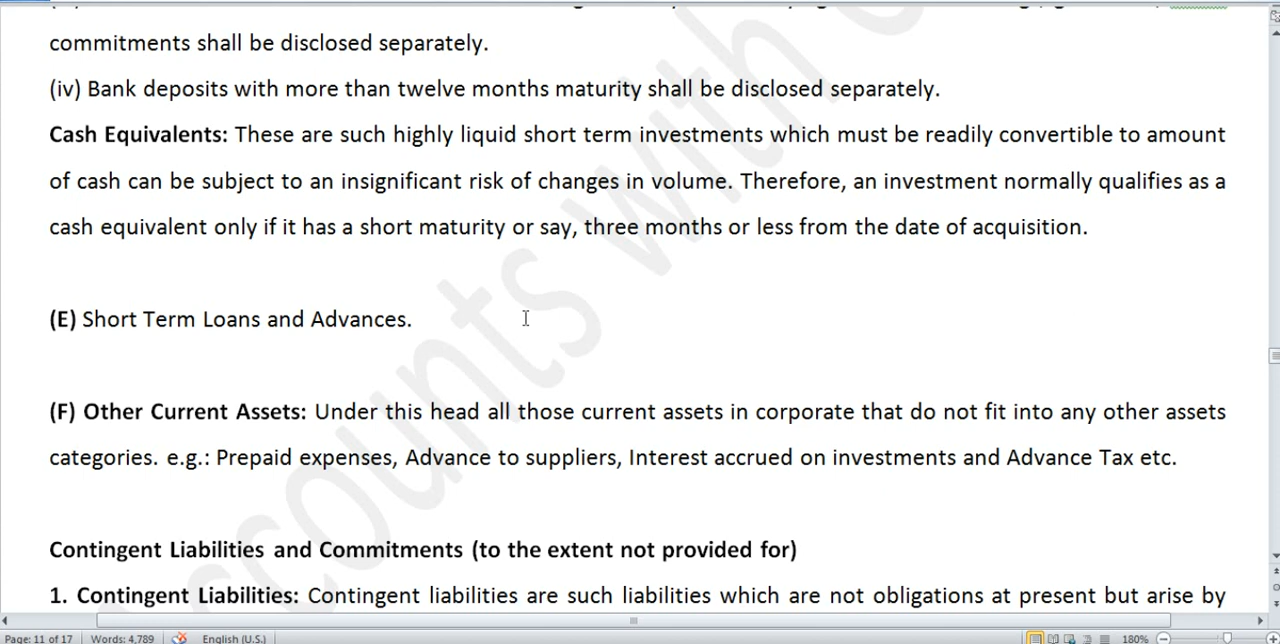 commitments shall be disclosed separately.
(iv) Bank deposits with more than twelve months maturity shall be disclosed separately.
Cash Equivalents: These are such highly liquid short term investments which must be readily convertible to amount
of cash can be subject to an insignificant risk of changes in volume. Therefore, an investment normally qualifies as a
cash equivalent only if it has a short maturity or say, three months or less from the date of acquisition.
(E) Short Term Loans and Advances.
(F) Other Current Assets: Under this head all those current assets in corporate that do not fit into any other assets
categories. e.g.: Prepaid expenses, Advance to suppliers, Interest accrued on investments and Advance Tax etc.
Contingent Liabilities and Commitments (to the extent not provided for)
1. Contingent Liabilities: Contingent liabilities are such liabilities which are not obligations at present but arise by
Page: 11 of 17 Words: 4,789 English (U.S.) 180%
ccounts with